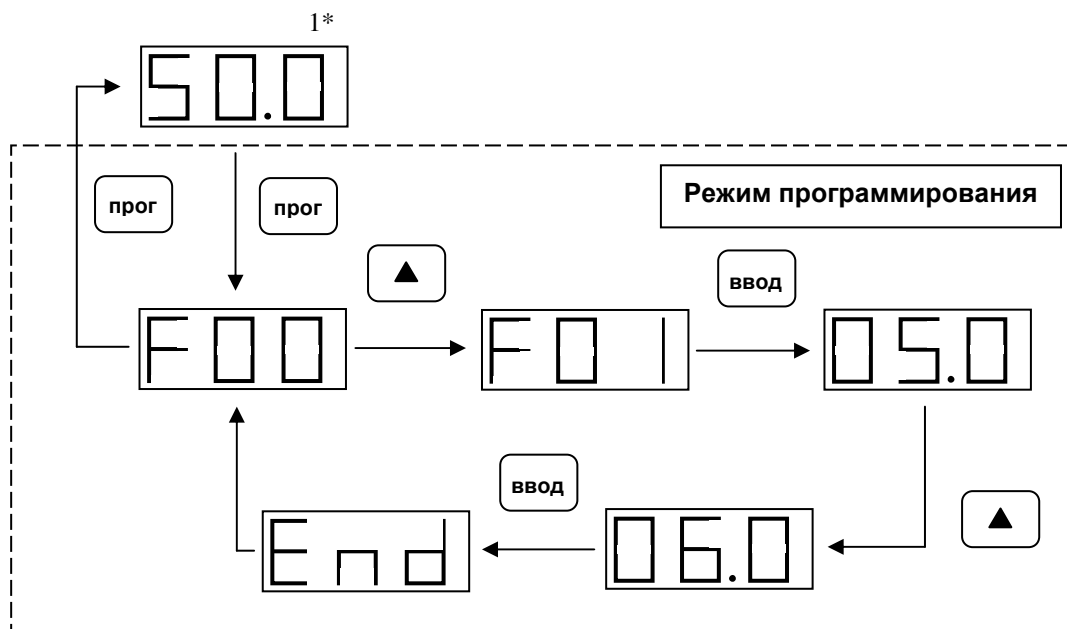 1*
50.0
Режим программирования
прог
прог
▲
ввод
F00
F01
05.0
ввод
▲
End
06.0